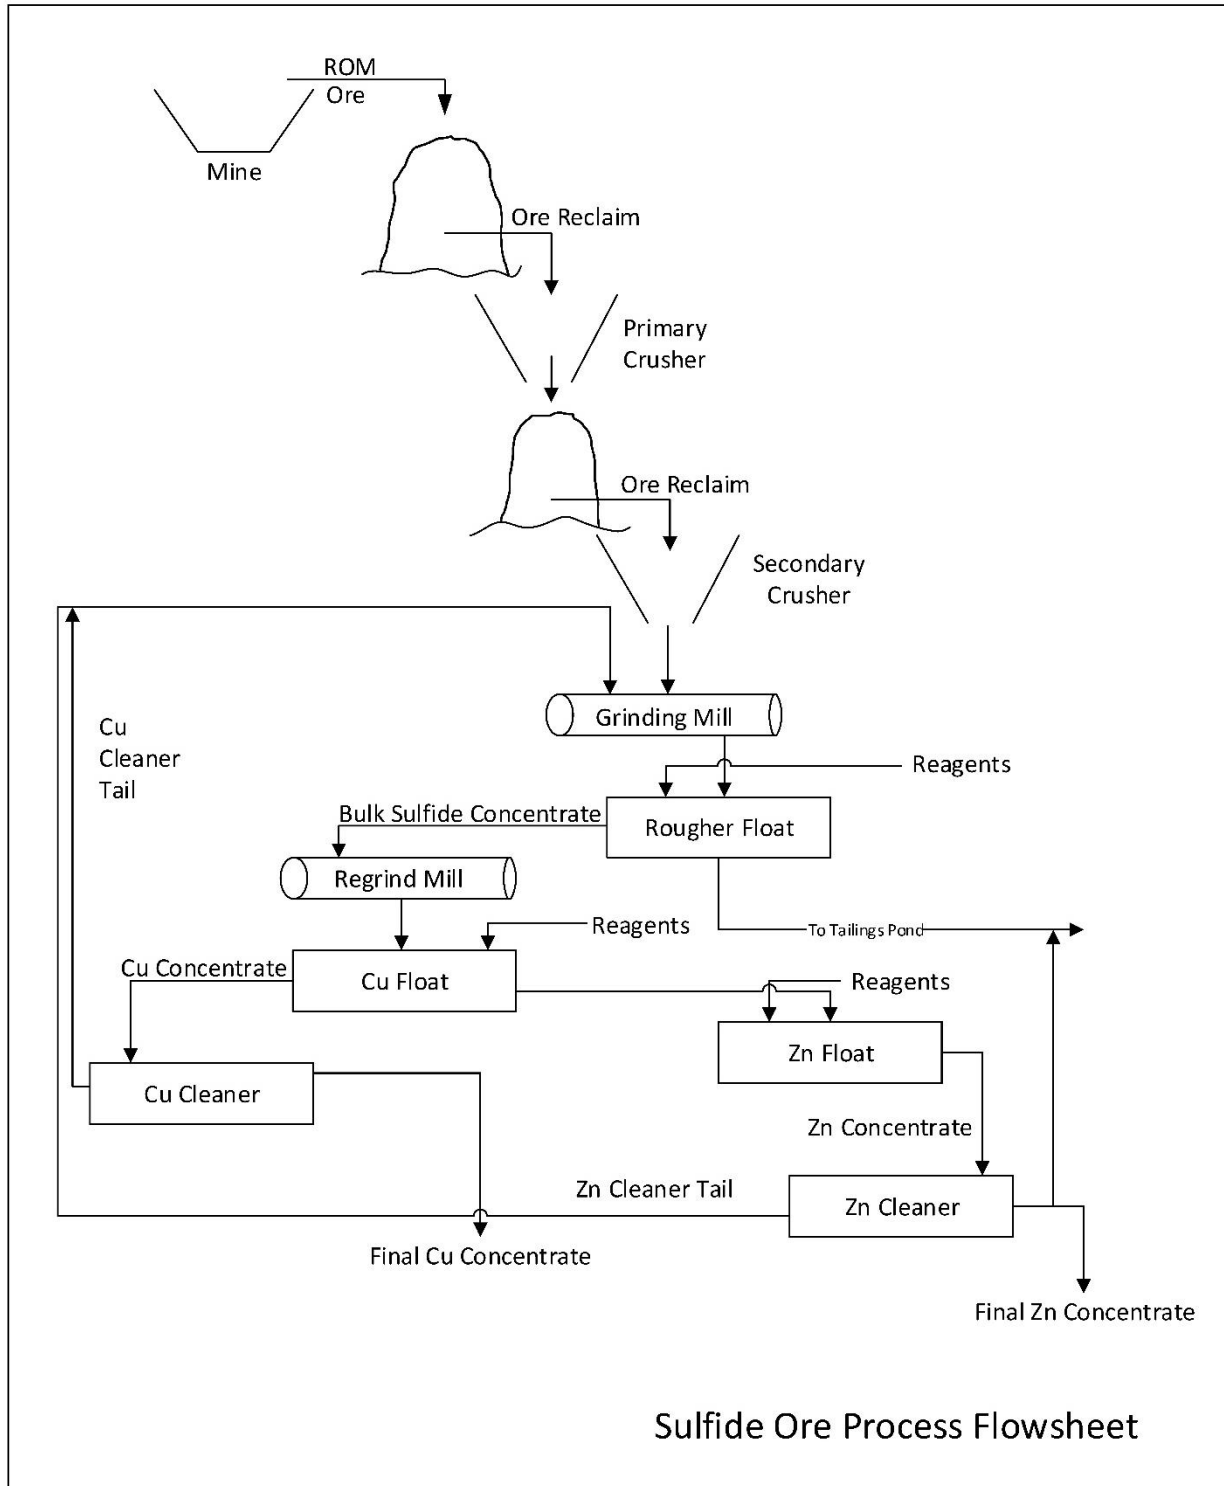 ROM
Ore
Mine
Ore Reclaim
Primary
Crusher
Ore Reclaim
Secondary
Crusher
Grinding Mill
Cu
Cleaner
Tail
Reagents
Bulk Sulfide Concentrate
Rougher Float
Regrind Mill
Reagents
To Tailings Pond
Cu Concentrate
Cu Float
Reagents
Zn Float
Cu Cleaner
Zn Concentrate
Zn Cleaner Tail
Zn Cleaner
Final Cu Concentrate
Final Zn Concentrate
Sulfide Ore Process Flowsheet